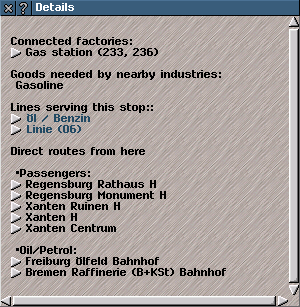 Details
Connected factories:
Gas station (233, 236)
Goods needed by nearby industries:
Gasoline
Lines serving this stop::
Öl / Benzin
Linie (06)
Direct routes from here
·Passengers:
Regensburg Rathaus H
Regensburg Monument H
Xanten Ruinen H
Xanten H
Xanten Centrum
·Oil/Petrol:
Freiburg Ölfeld Bahnhof
Bremen Raffinerie (B+KSt) Bahnhof